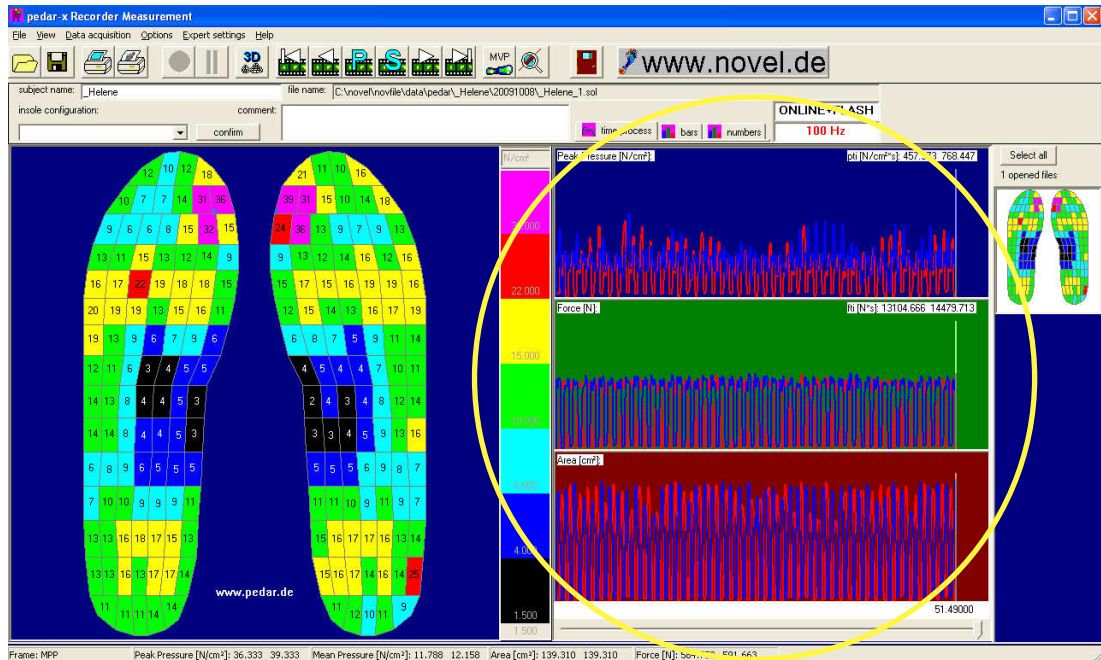 pedar-x Recorder Measurement
File View Data acquisition Options Expert settings Help
3D P S MVP www.novel.de
subject name: _Helene file name: C:\novel\novfile\data\pedar\_Helene\20091008\_Helene_1.sol
insole configuration: comment: ONLINE+FLASH
confirm time process bars numbers 100 Hz
N/cm² Peak Pressure [N/cm²]: pti [N/cm²*s]: 768.447 Select all
1 opened files
12 10 12 18 21 11 10 16
10 7 7 14 31 36 39 31 15 10 14 18
9 6 6 8 15 32 15 24 36 13 9 7 9
13 11 15 13 12 14 9 9 13 12 14 16 10 14
16 17 22 19 18 18 15 15 17 15 16 19 19 16
22.000
20 19 19 13 15 16 11 12 9 14 12 16 17 19
Force [N]: fti [N*s]: 13104.666 14479.713
19 13 9 6 7 9 6 6 8 7 5 9 11 14
15.000
12 11 6 3 4 5 5 4 5 4 4 7 10 11
14 13 8 4 4 5 3 2 4 3 4 8 12 14
10.000
14 14 8 4 4 5 3 3 3 4 5 9 13 16
Area [cm²]:
6 8 9 6 5 5 5 5 5 5 6 9 8 7
7 10 10 9 9 9 11 11 11 10 9 11 9
13 13 16 18 17 15 13 15 16 17 17 16 13 14
4.000
13 13 16 13 17 17 14 15 16 17 14 16 14 25
www.pedar.de
11 11 11 14 14 11 12 10 11 9
1.500
51.49000
1.500
Frame: MPP Peak Pressure [N/cm²]: 36.333 39.333 Mean Pressure [N/cm²]: 11.788 12.158 Area [cm²]: 139.310 139.310 Force [N]: 591.663